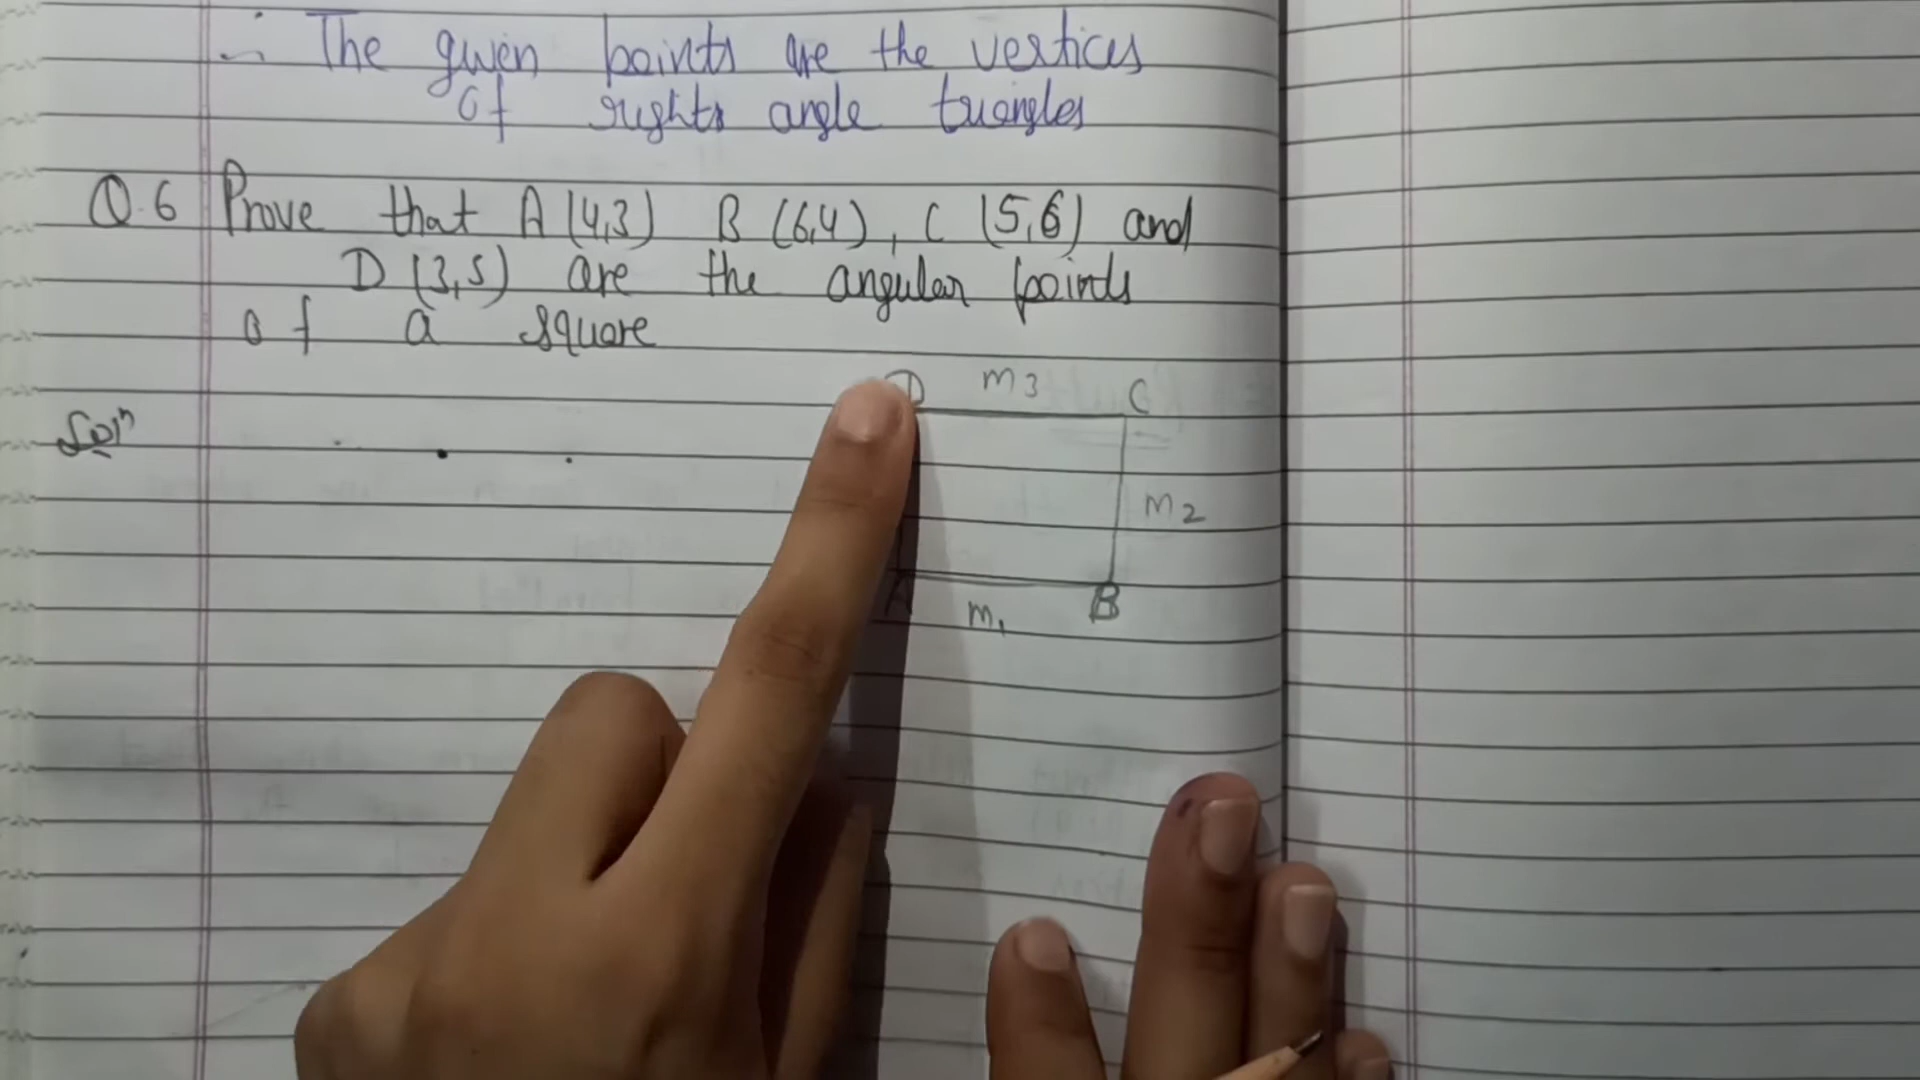 ∴ The given points are the vertices
of rights angle triangles
Q.6 Prove that A (4,3) B (6,4), C (5,6) and
D (3,5) are the angular points
of a square
Solⁿ
D m3 C
m2
A m1 B